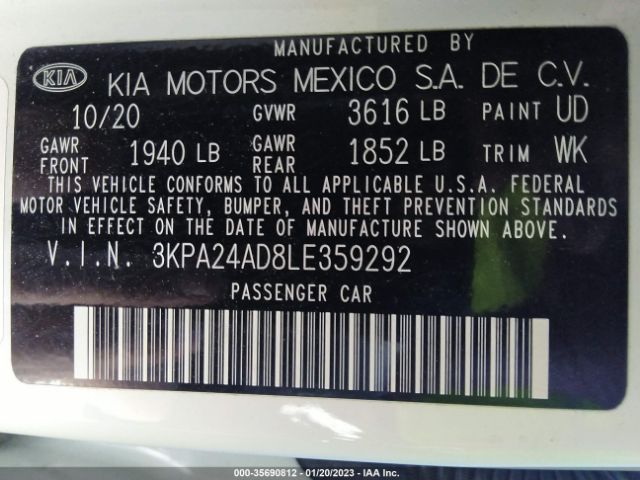 MANUFACTURED BY
KIA KIA MOTORS MEXICO S.A. DE C.V.
10/20 GVWR 3616 LB PAINT UD
GAWR FRONT 1940 LB GAWR REAR 1852 LB TRIM WK
THIS VEHICLE CONFORMS TO ALL APPLICABLE U.S.A. FEDERAL
MOTOR VEHICLE SAFETY, BUMPER, AND THEFT PREVENTION STANDARDS
IN EFFECT ON THE DATE OF MANUFACTURE SHOWN ABOVE.
V.I.N. 3KPA24AD8LE359292
PASSENGER CAR
000-35690812 - 01/20/2023 - IAA Inc.